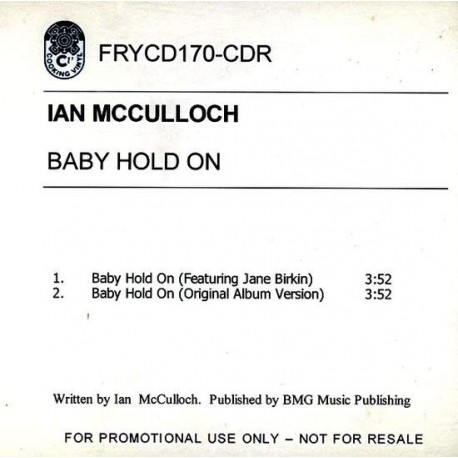 FRYCD170-CDR
C!'
COOKING VINYL
IAN MCCULLOCH
BABY HOLD ON
1. Baby Hold On (Featuring Jane Birkin) 3:52
2. Baby Hold On (Original Album Version) 3:52
Written by Ian McCulloch. Published by BMG Music Publishing
FOR PROMOTIONAL USE ONLY – NOT FOR RESALE